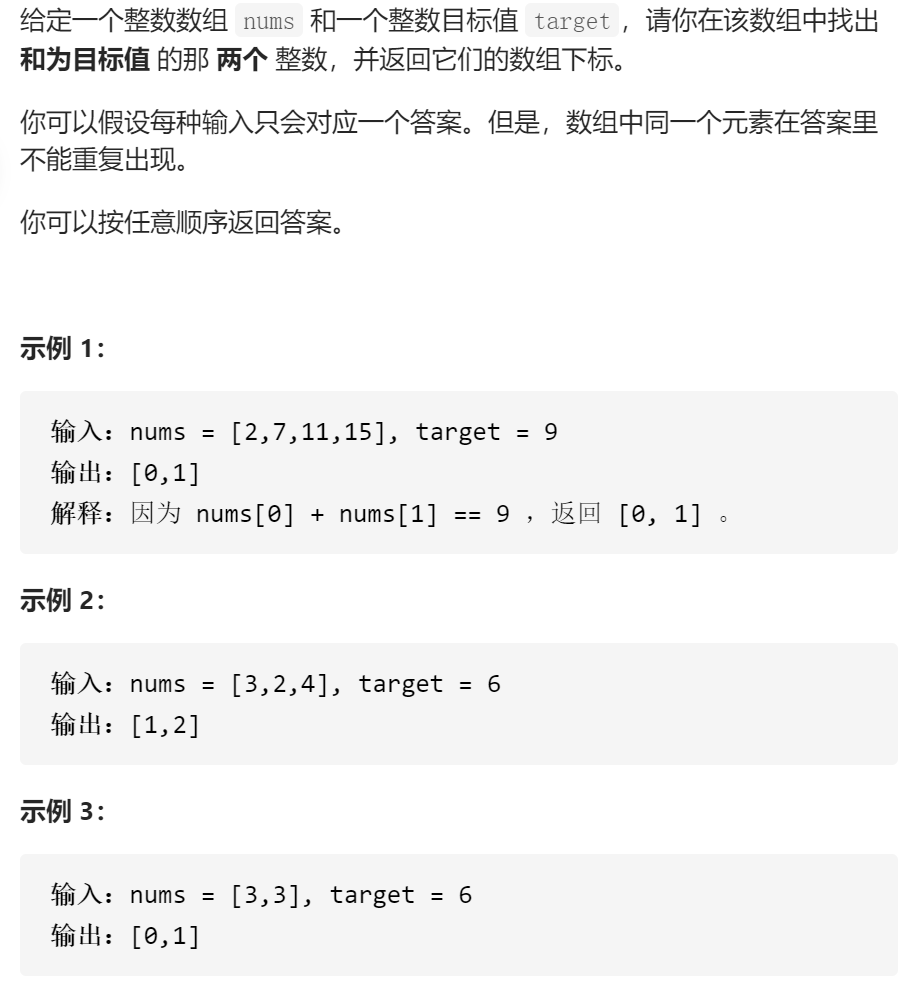 给定一个整数数组 nums 和一个整数目标值 target，请你在该数组中找出
和为目标值 的那 两个 整数，并返回它们的数组下标。
你可以假设每种输入只会对应一个答案。但是，数组中同一个元素在答案里
不能重复出现。
你可以按任意顺序返回答案。
示例 1：
输入：nums = [2,7,11,15], target = 9
输出：[0,1]
解释：因为 nums[0] + nums[1] == 9 ，返回 [0, 1] 。
示例 2：
输入：nums = [3,2,4], target = 6
输出：[1,2]
示例 3：
输入：nums = [3,3], target = 6
输出：[0,1]